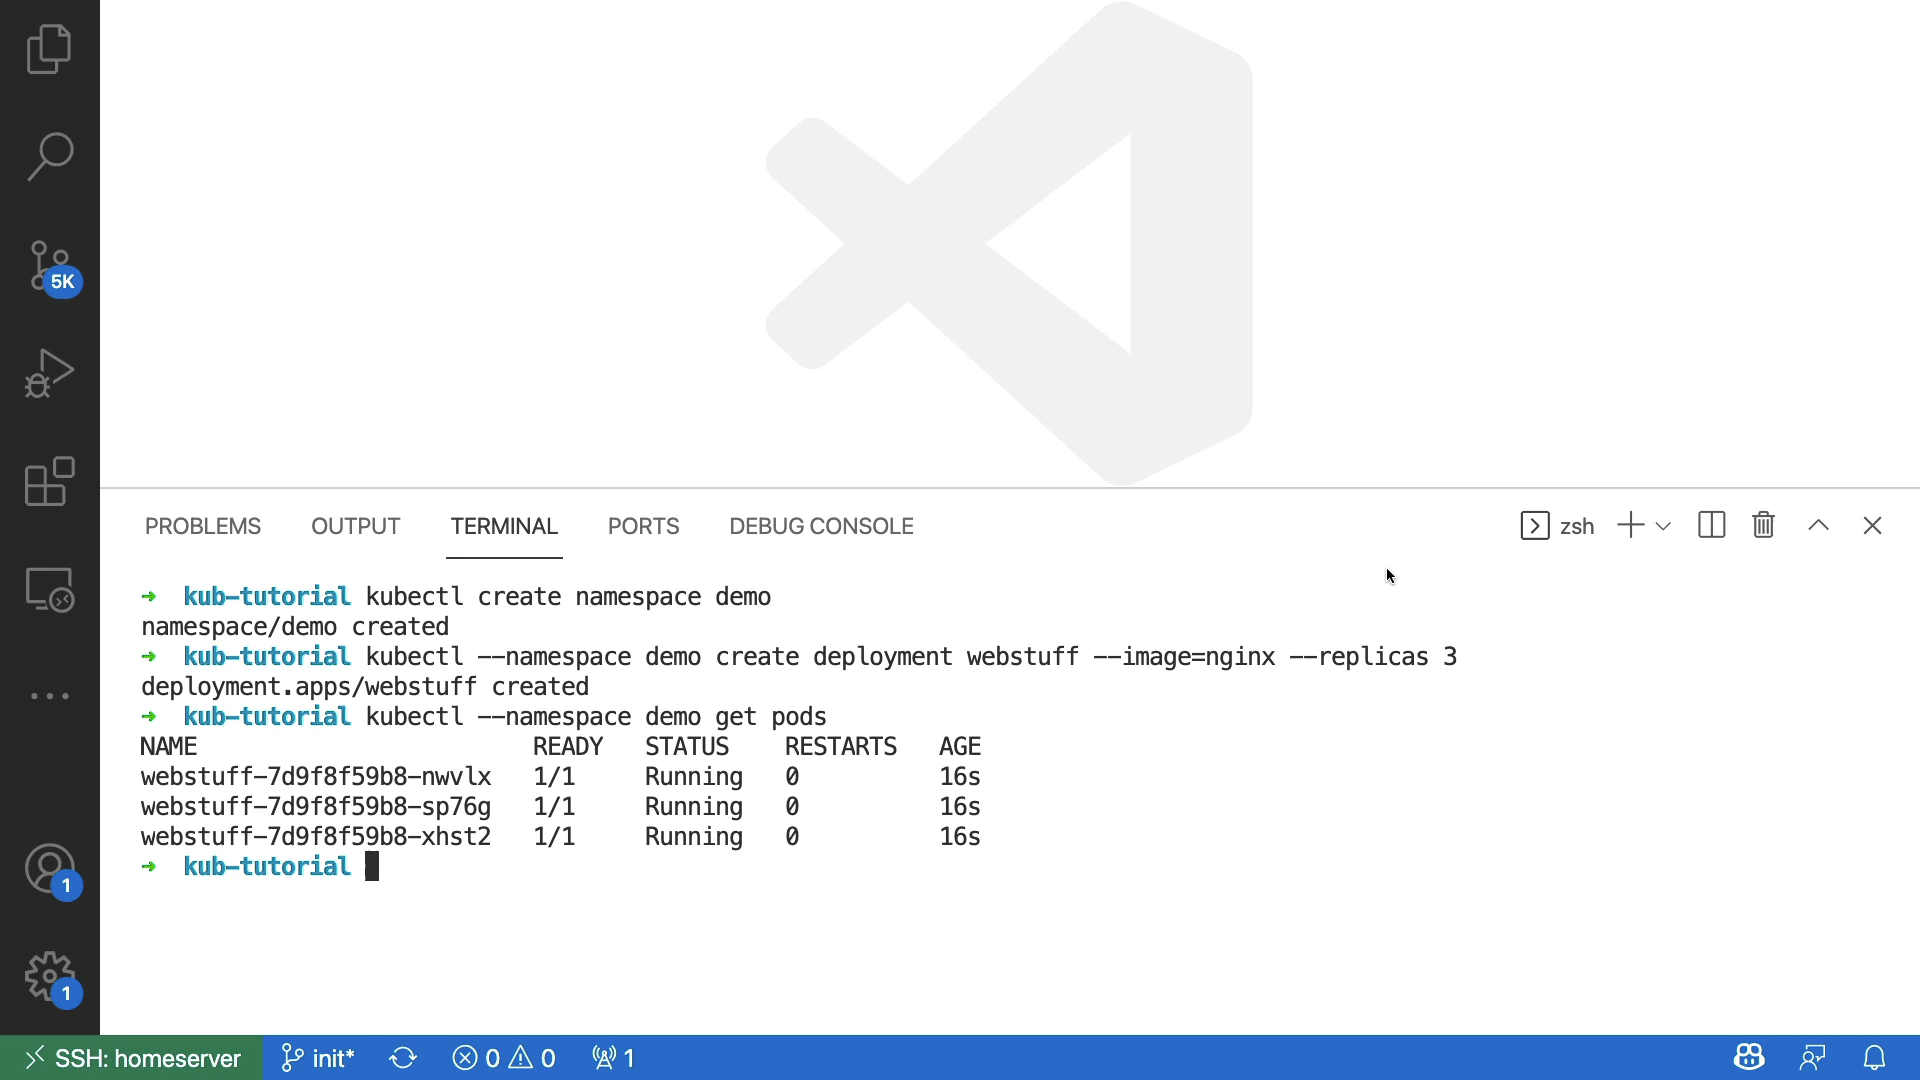 5K
PROBLEMS OUTPUT TERMINAL PORTS DEBUG CONSOLE zsh
➜ kub-tutorial kubectl create namespace demo
namespace/demo created
➜ kub-tutorial kubectl --namespace demo create deployment webstuff --image=nginx --replicas 3
deployment.apps/webstuff created
➜ kub-tutorial kubectl --namespace demo get pods
NAME READY STATUS RESTARTS AGE
webstuff-7d9f8f59b8-nwvlx 1/1 Running 0 16s
webstuff-7d9f8f59b8-sp76g 1/1 Running 0 16s
webstuff-7d9f8f59b8-xhst2 1/1 Running 0 16s
➜ kub-tutorial
1
1
SSH: homeserver init* 0 0 1